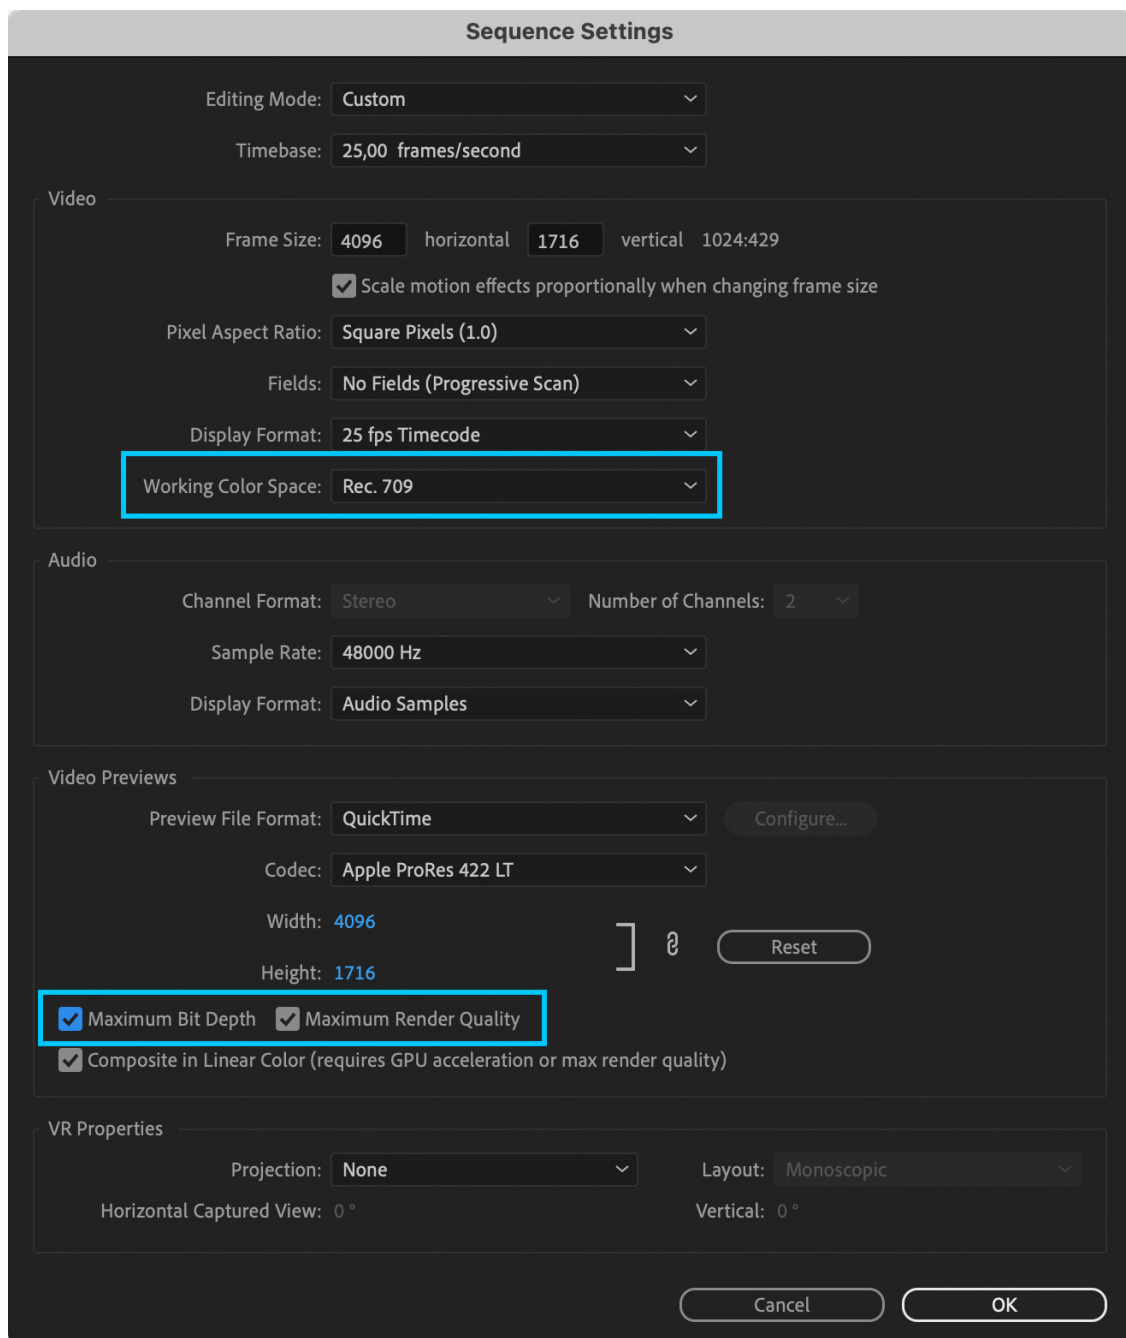 Sequence Settings
Editing Mode: Custom
Timebase: 25,00 frames/second
Video
Frame Size: 4096 horizontal 1716 vertical 1024:429
Scale motion effects proportionally when changing frame size
Pixel Aspect Ratio: Square Pixels (1.0)
Fields: No Fields (Progressive Scan)
Display Format: 25 fps Timecode
Working Color Space: Rec. 709
Audio
Channel Format: Stereo Number of Channels: 2
Sample Rate: 48000 Hz
Display Format: Audio Samples
Video Previews
Preview File Format: QuickTime Configure...
Codec: Apple ProRes 422 LT
Width: 4096
Reset
Height: 1716
Maximum Bit Depth Maximum Render Quality
Composite in Linear Color (requires GPU acceleration or max render quality)
VR Properties
Projection: None Layout: Monoscopic
Horizontal Captured View: 0 ° Vertical: 0 °
Cancel OK